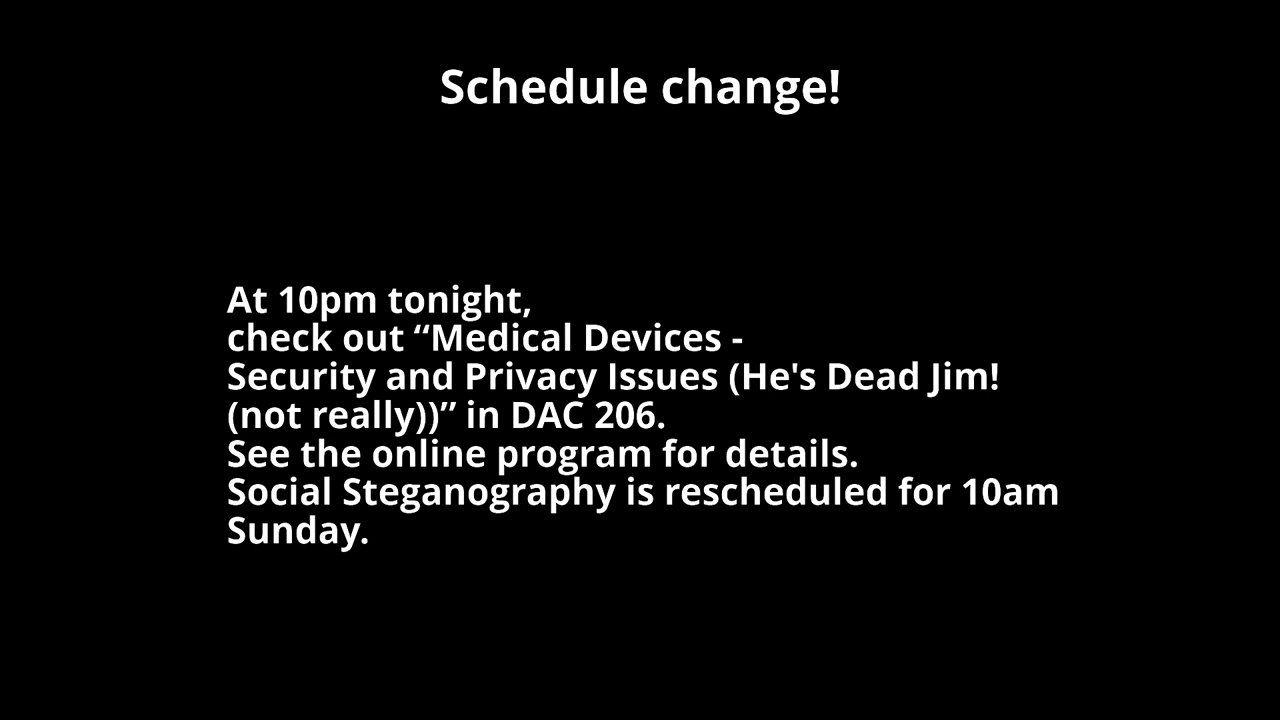 Schedule change!
At 10pm tonight,
check out “Medical Devices -
Security and Privacy Issues (He's Dead Jim!
(not really))” in DAC 206.
See the online program for details.
Social Steganography is rescheduled for 10am
Sunday.